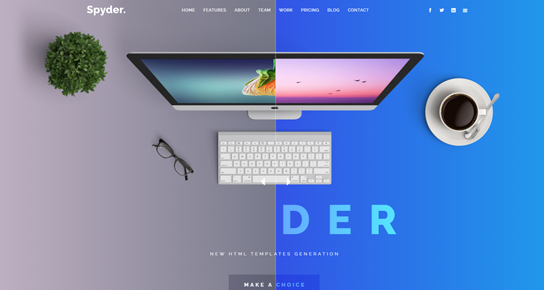 Spyder.
HOME FEATURES ABOUT TEAM WORK PRICING BLOG CONTACT
DER
NEW HTML TEMPLATES GENERATION
MAKE A CHOICE